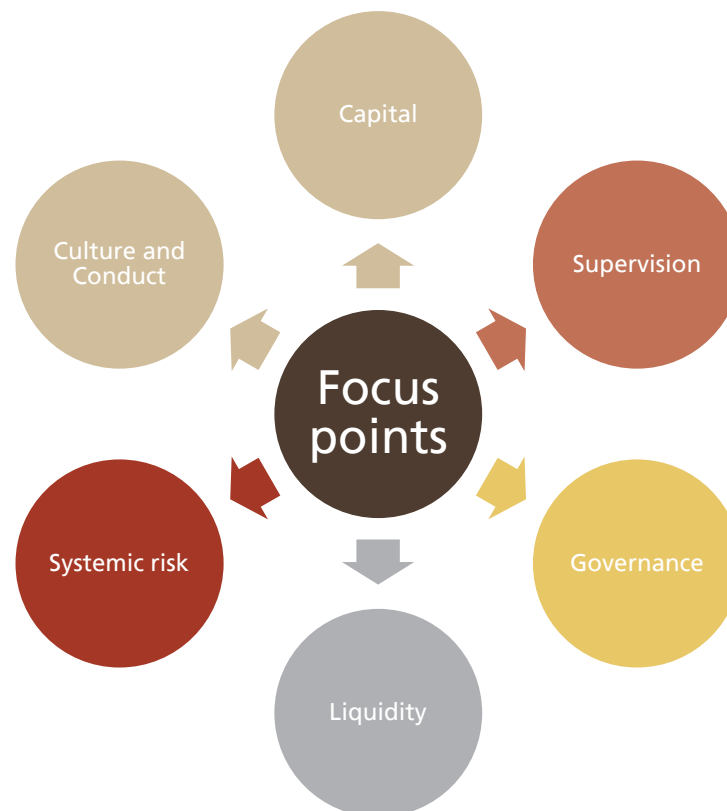 Capital
Culture and
Conduct
Supervision
Focus
points
Systemic risk
Governance
Liquidity